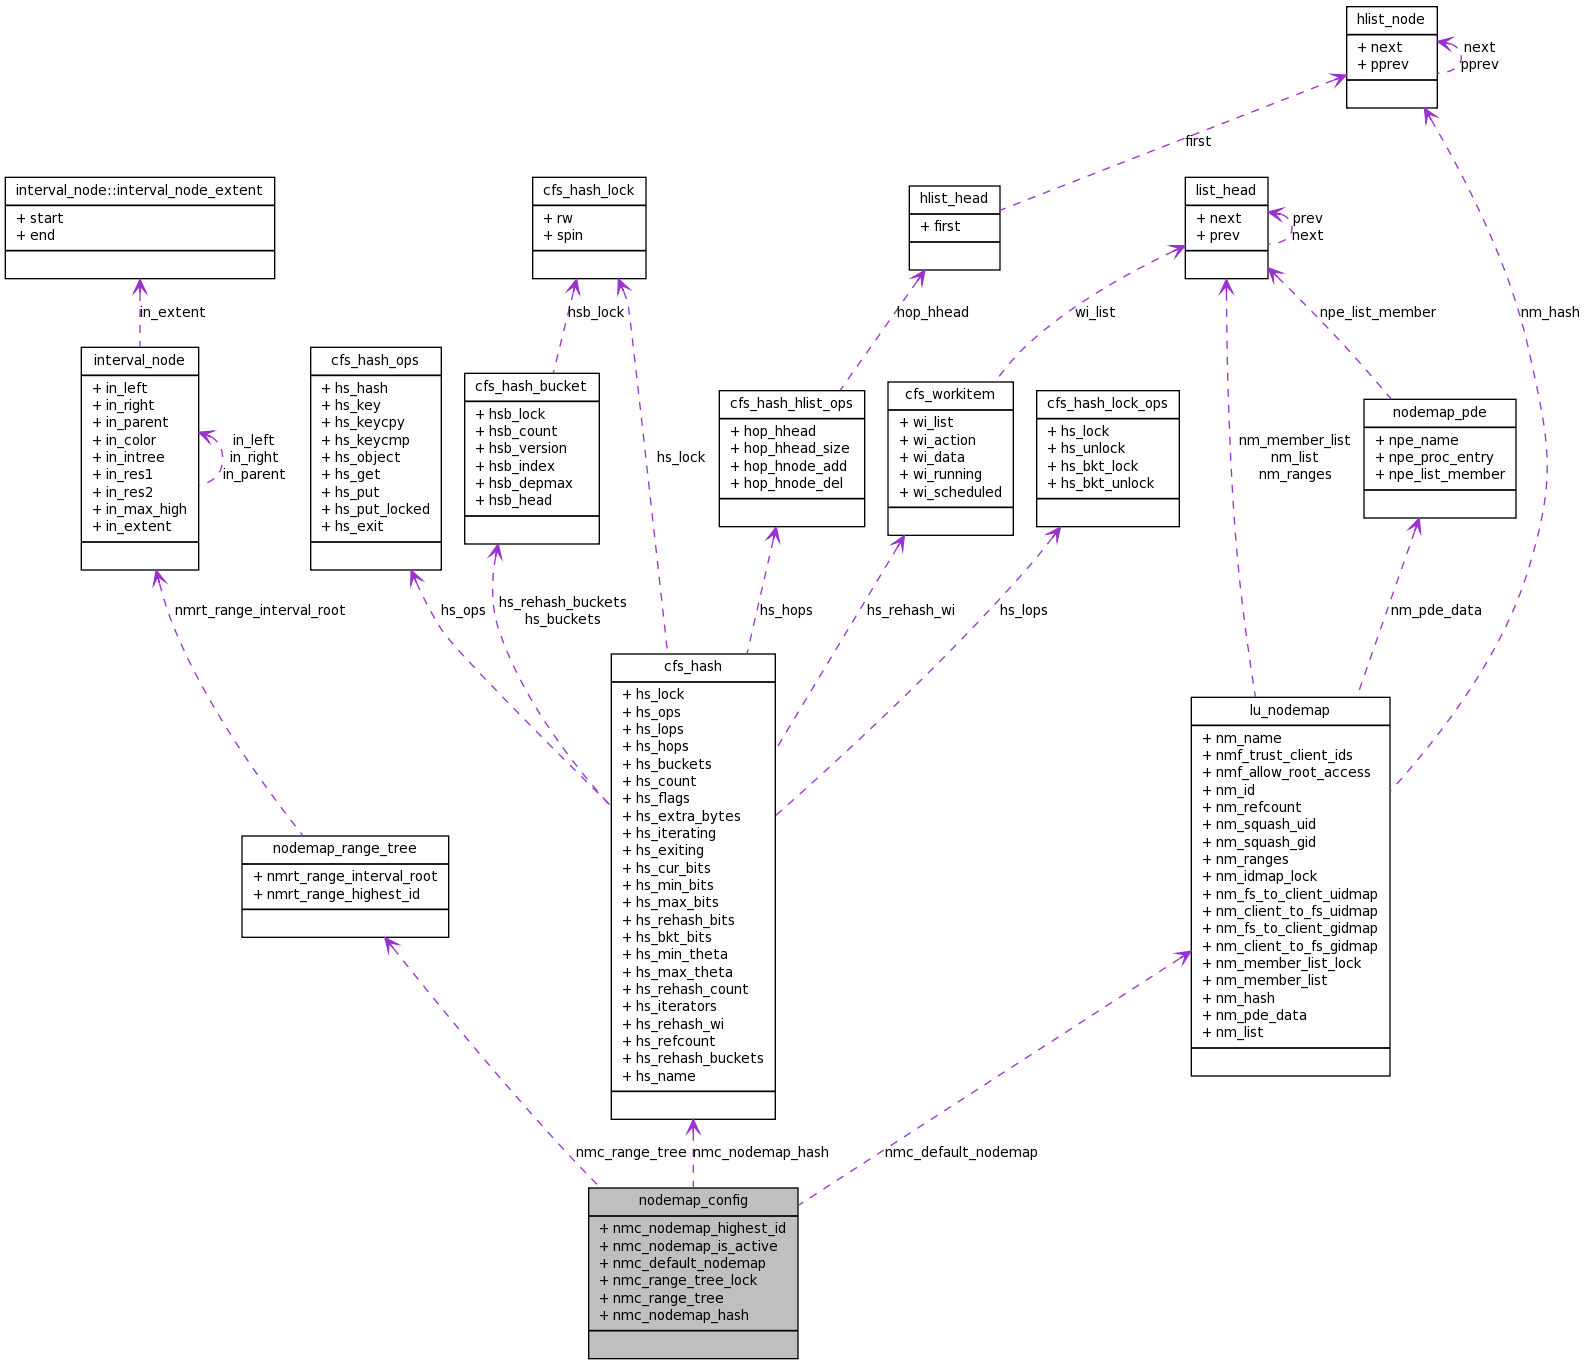 hlist_node
+ next
+ pprev
next
pprev
first
interval_node::interval_node_extent
+ start
+ end
cfs_hash_lock
+ rw
+ spin
hlist_head
+ first
list_head
+ next
+ prev
prev
next
in_extent
hsb_lock
hop_hhead
wi_list
npe_list_member
nm_hash
interval_node
+ in_left
+ in_right
+ in_parent
+ in_color
+ in_intree
+ in_res1
+ in_res2
+ in_max_high
+ in_extent
in_left
in_right
in_parent
cfs_hash_ops
+ hs_hash
+ hs_key
+ hs_keycpy
+ hs_keycmp
+ hs_object
+ hs_get
+ hs_put
+ hs_put_locked
+ hs_exit
cfs_hash_bucket
+ hsb_lock
+ hsb_count
+ hsb_version
+ hsb_index
+ hsb_depmax
+ hsb_head
hs_lock
cfs_hash_hlist_ops
+ hop_hhead
+ hop_hhead_size
+ hop_hnode_add
+ hop_hnode_del
cfs_workitem
+ wi_list
+ wi_action
+ wi_data
+ wi_running
+ wi_scheduled
cfs_hash_lock_ops
+ hs_lock
+ hs_unlock
+ hs_bkt_lock
+ hs_bkt_unlock
nm_member_list
nm_list
nm_ranges
nodemap_pde
+ npe_name
+ npe_proc_entry
+ npe_list_member
nmrt_range_interval_root
hs_ops
hs_rehash_buckets
hs_buckets
hs_hops
hs_rehash_wi
hs_lops
nm_pde_data
cfs_hash
+ hs_lock
+ hs_ops
+ hs_lops
+ hs_hops
+ hs_buckets
+ hs_count
+ hs_flags
+ hs_extra_bytes
+ hs_iterating
+ hs_exiting
+ hs_cur_bits
+ hs_min_bits
+ hs_max_bits
+ hs_rehash_bits
+ hs_bkt_bits
+ hs_min_theta
+ hs_max_theta
+ hs_rehash_count
+ hs_iterators
+ hs_rehash_wi
+ hs_refcount
+ hs_rehash_buckets
+ hs_name
lu_nodemap
+ nm_name
+ nmf_trust_client_ids
+ nmf_allow_root_access
+ nm_id
+ nm_refcount
+ nm_squash_uid
+ nm_squash_gid
+ nm_ranges
+ nm_idmap_lock
+ nm_fs_to_client_uidmap
+ nm_client_to_fs_uidmap
+ nm_fs_to_client_gidmap
+ nm_client_to_fs_gidmap
+ nm_member_list_lock
+ nm_member_list
+ nm_hash
+ nm_pde_data
+ nm_list
nodemap_range_tree
+ nmrt_range_interval_root
+ nmrt_range_highest_id
nmc_range_tree
nmc_nodemap_hash
nmc_default_nodemap
nodemap_config
+ nmc_nodemap_highest_id
+ nmc_nodemap_is_active
+ nmc_default_nodemap
+ nmc_range_tree_lock
+ nmc_range_tree
+ nmc_nodemap_hash